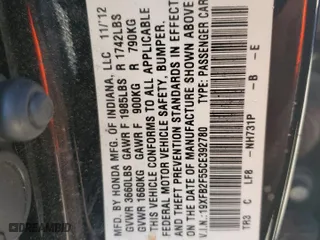 MFD. BY HONDA MFG. OF INDIANA, LLC 11/'12
GVWR 3660LBS GAWR F 1985LBS R 1742LBS
GVWR 1660KG GAWR F 900KG R 790KG
THIS VEHICLE CONFORMS TO ALL APPLICABLE
FEDERAL MOTOR VEHICLE SAFETY, BUMPER,
AND THEFT PREVENTION STANDARDS IN EFFECT
ON THE DATE OF MANUFACTURE SHOWN ABOVE.
V.I.N.: 19XFB2F55CE392780 TYPE: PASSENGER CAR
TR3 C LF8 -NH731P -B -E